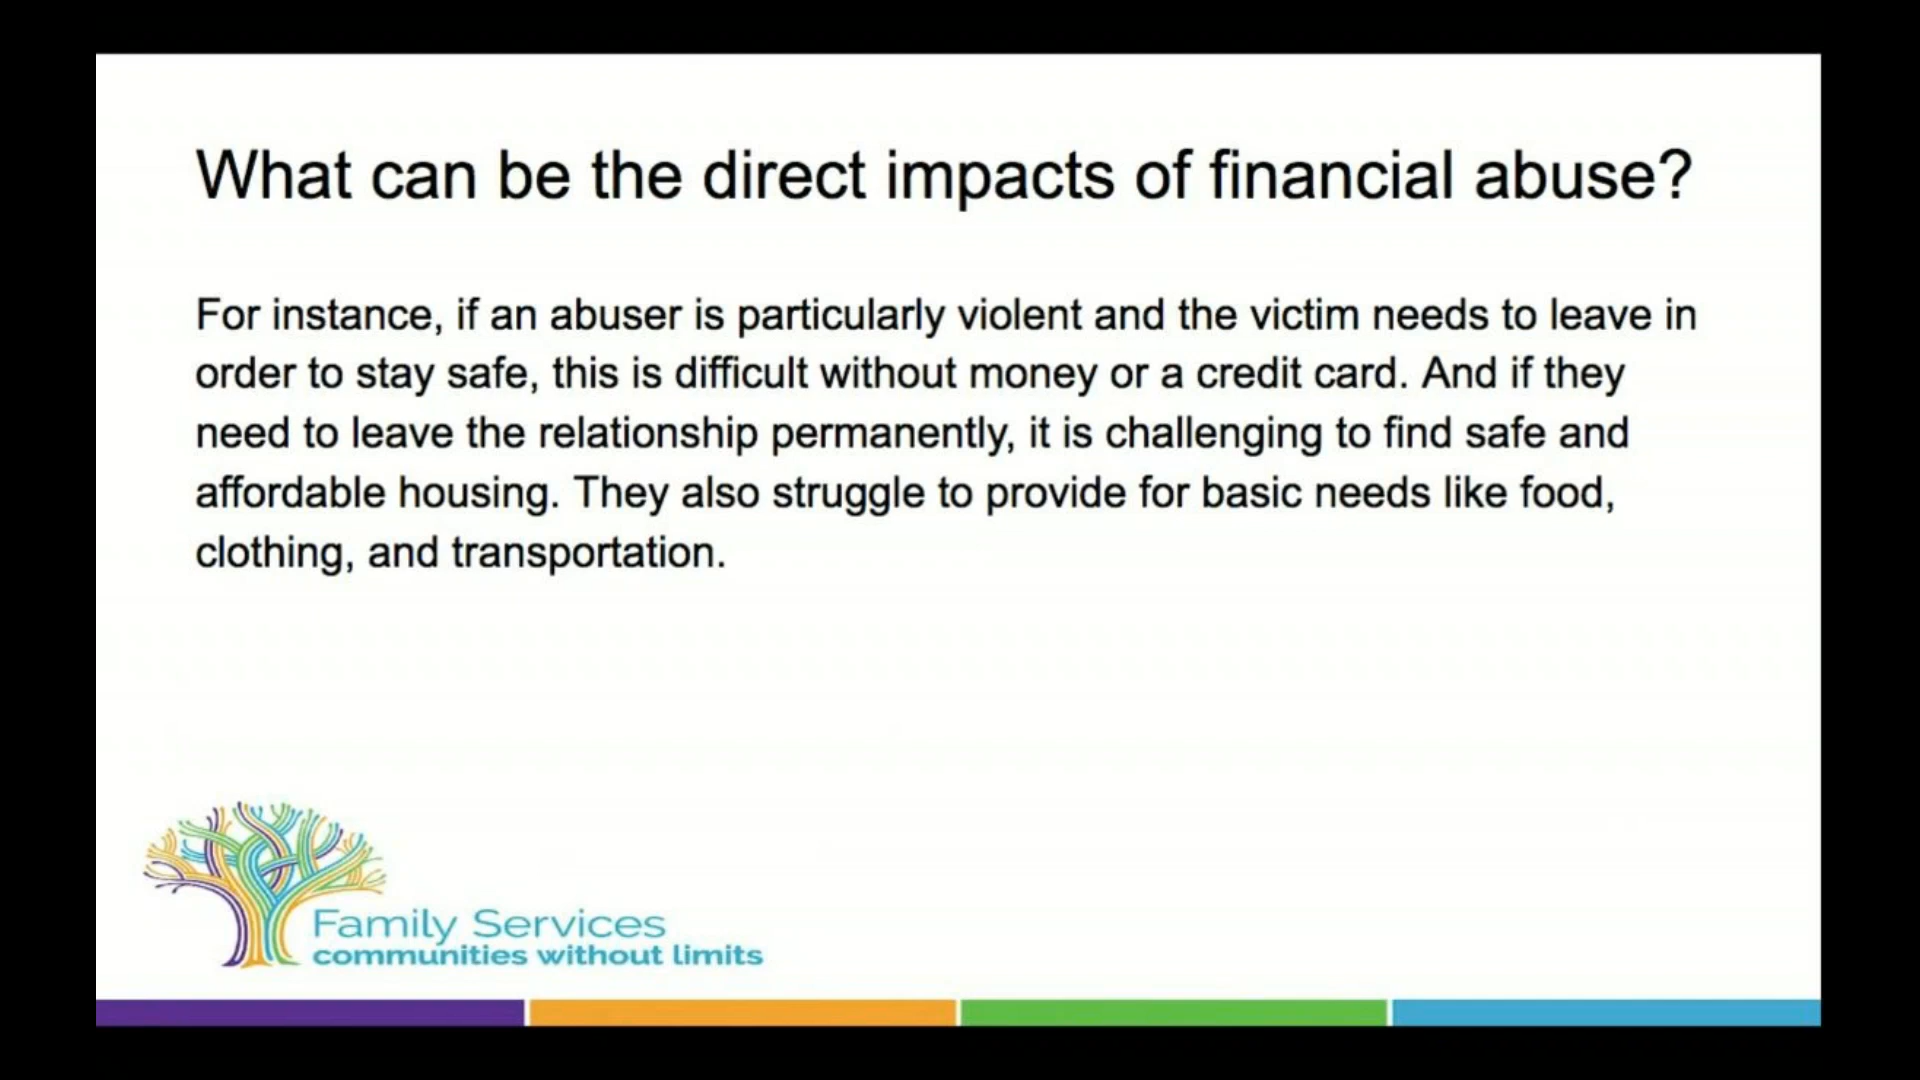 What can be the direct impacts of financial abuse?
For instance, if an abuser is particularly violent and the victim needs to leave in
order to stay safe, this is difficult without money or a credit card. And if they
need to leave the relationship permanently, it is challenging to find safe and
affordable housing. They also struggle to provide for basic needs like food,
clothing, and transportation.
Family Services
communities without limits